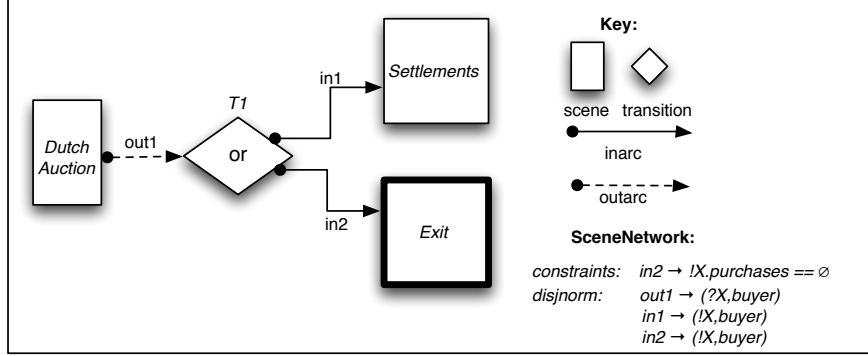 Dutch
Auction
out1
T1
or
in1
in2
Settlements
Exit
Key:
scene transition
inarc
outarc
SceneNetwork:
constraints: in2 → !X.purchases == ∅
disjnorm: out1 → (?X,buyer)
in1 → (!X,buyer)
in2 → (!X,buyer)